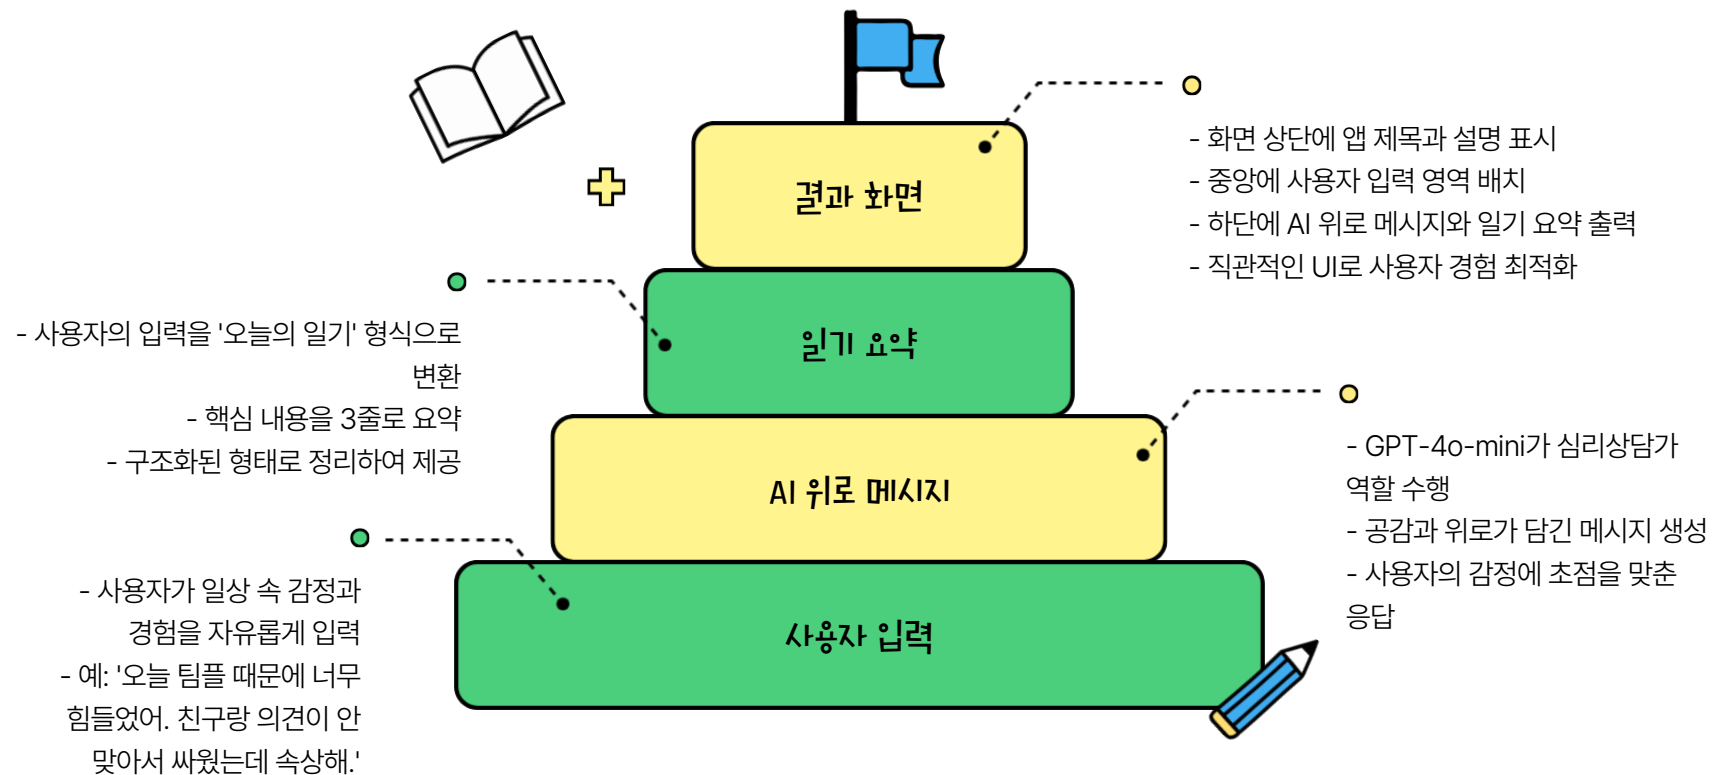 결과 화면
- 화면 상단에 앱 제목과 설명 표시
- 중앙에 사용자 입력 영역 배치
- 하단에 AI 위로 메시지와 일기 요약 출력
- 직관적인 UI로 사용자 경험 최적화
일기 요약
- 사용자의 입력을 '오늘의 일기' 형식으로
변환
- 핵심 내용을 3줄로 요약
- 구조화된 형태로 정리하여 제공
AI 위로 메시지
- GPT-4o-mini가 심리상담가
역할 수행
- 공감과 위로가 담긴 메시지 생성
- 사용자의 감정에 초점을 맞춘
응답
사용자 입력
- 사용자가 일상 속 감정과
경험을 자유롭게 입력
- 예: '오늘 팀플 때문에 너무
힘들었어. 친구랑 의견이 안
맞아서 싸웠는데 속상해.'